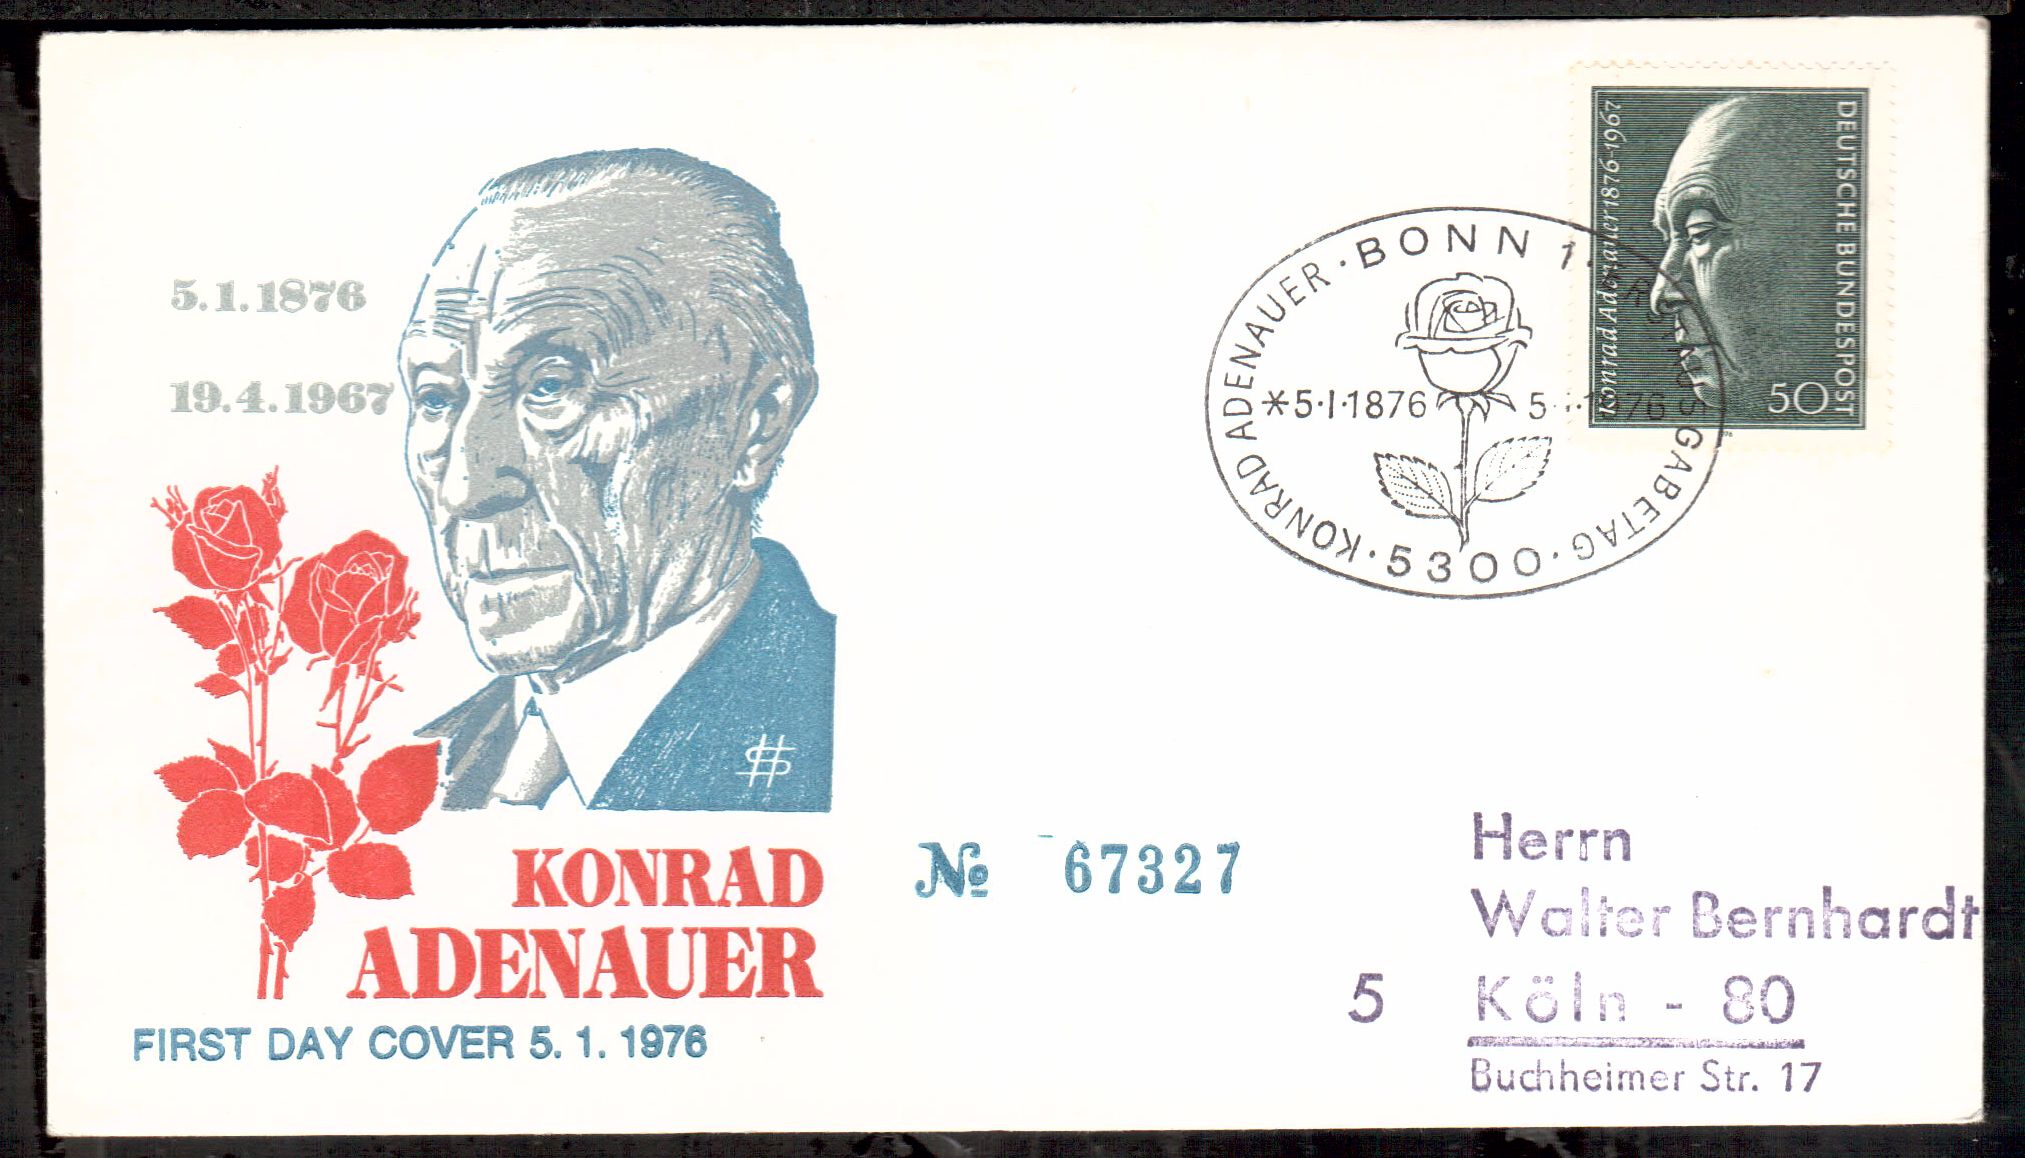 5.1.1876
19.4.1967
KONRAD
ADENAUER
FIRST DAY COVER 5. 1. 1976
№ 67327
Konrad Adenauer 1876-1967
DEUTSCHE BUNDESPOST
50
KONRAD ADENAUER · BONN 1 ·
*5·I·1876
· 5300 ·
Herrn
Walter Bernhardt
5 Köln - 80
Buchheimer Str. 17